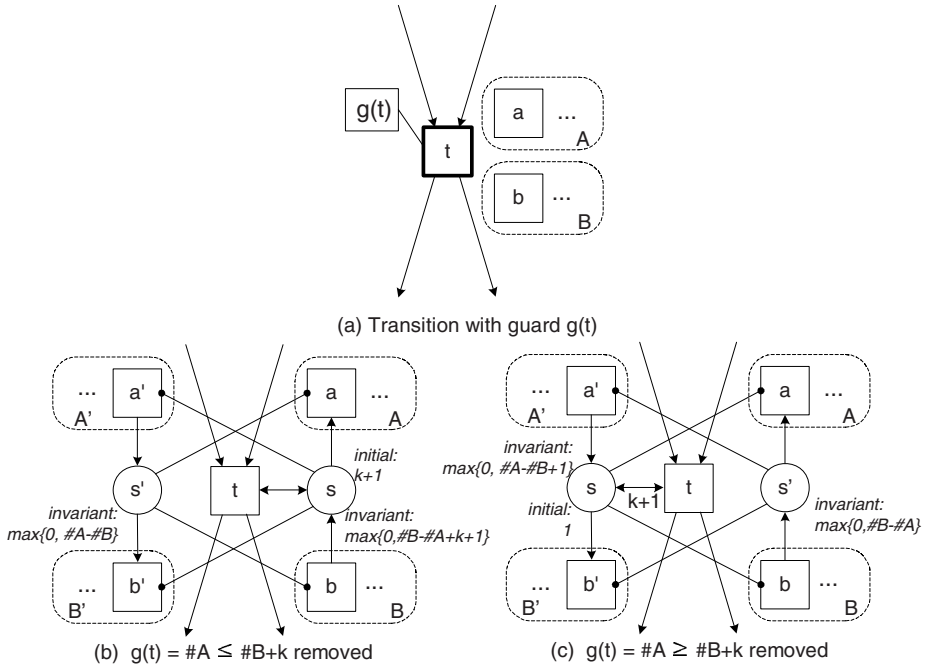 g(t)
t
a ...
A
b ...
B
(a) Transition with guard g(t)
... a'
A'
a ...
A
initial:
k+1
s'
t
s
invariant:
max{0, #A-#B}
invariant:
max{0,#B-#A+k+1}
... b'
B'
b ...
B
(b) g(t) = #A ≤ #B+k removed
... a'
A'
a ...
A
invariant:
max{0, #A-#B+1}
s
k+1
t
s'
initial:
1
invariant:
max{0,#B-#A}
... b'
B'
b ...
B
(c) g(t) = #A ≥ #B+k removed